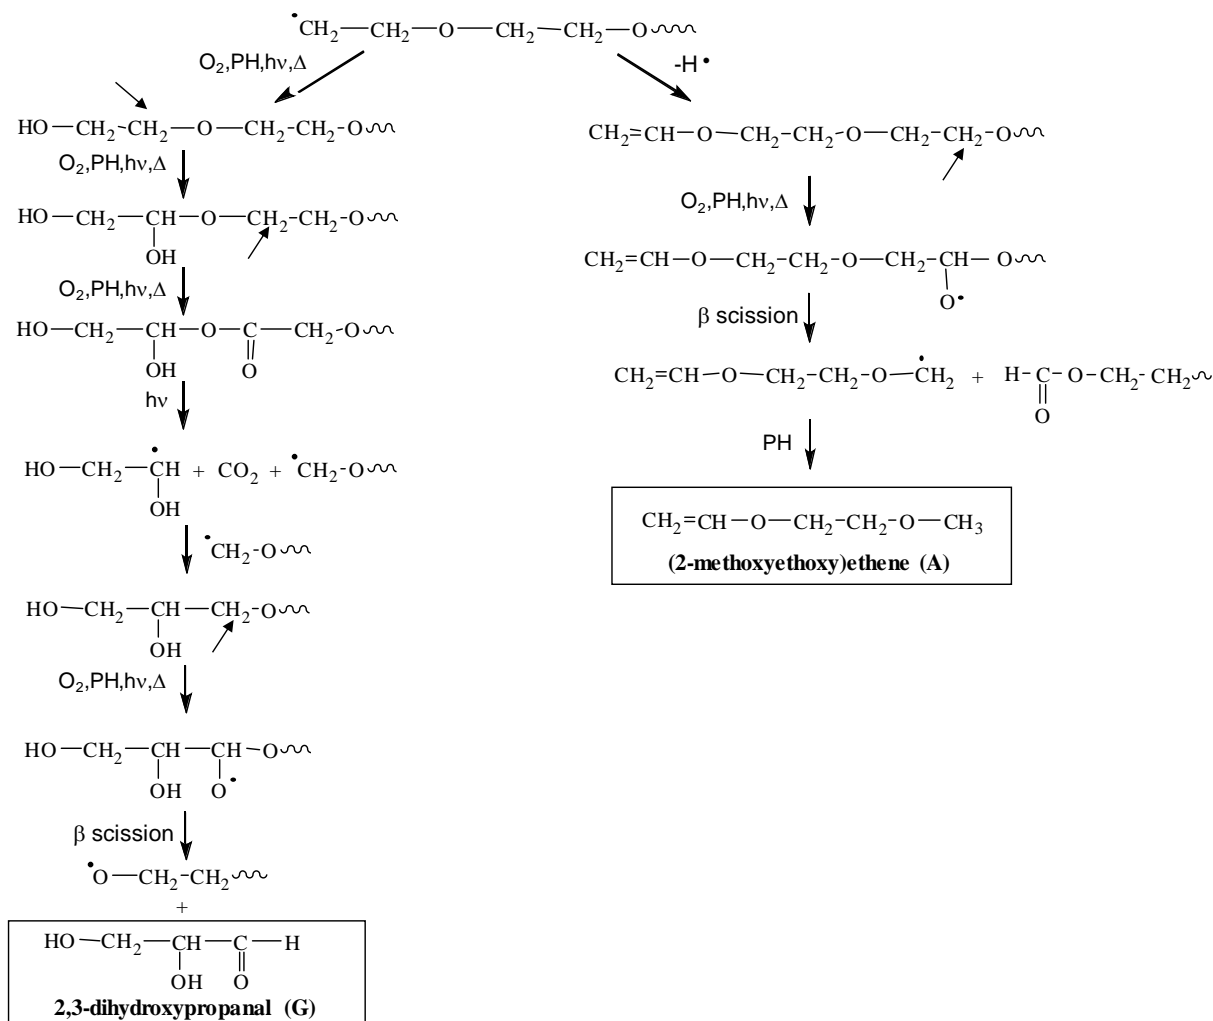 •CH₂—CH₂—O—CH₂—CH₂—O
O₂,PH,hν,Δ
-H•
HO—CH₂-CH₂—O—CH₂-CH₂-O
O₂,PH,hν,Δ
HO—CH₂—CH—O—CH₂-CH₂-O
OH
O₂,PH,hν,Δ
HO—CH₂—CH—O—C—CH₂-O
OH O
hν
HO—CH₂—•CH + CO₂ + •CH₂-O
OH
•CH₂-O
HO—CH₂—CH—CH₂-O
OH
O₂,PH,hν,Δ
HO—CH₂—CH—CH-O
OH O•
β scission
•O—CH₂-CH₂
+
HO—CH₂—CH—C—H
OH O
2,3-dihydroxypropanal (G)
CH₂=CH—O—CH₂-CH₂-O—CH₂-CH₂-O
O₂,PH,hν,Δ
CH₂=CH—O—CH₂-CH₂-O—CH₂-CH—O
O•
β scission
CH₂=CH—O—CH₂-CH₂-O—•CH₂ + H-C-O-CH₂-CH₂
O
PH
CH₂=CH—O—CH₂-CH₂-O—CH₃
(2-methoxyethoxy)ethene (A)